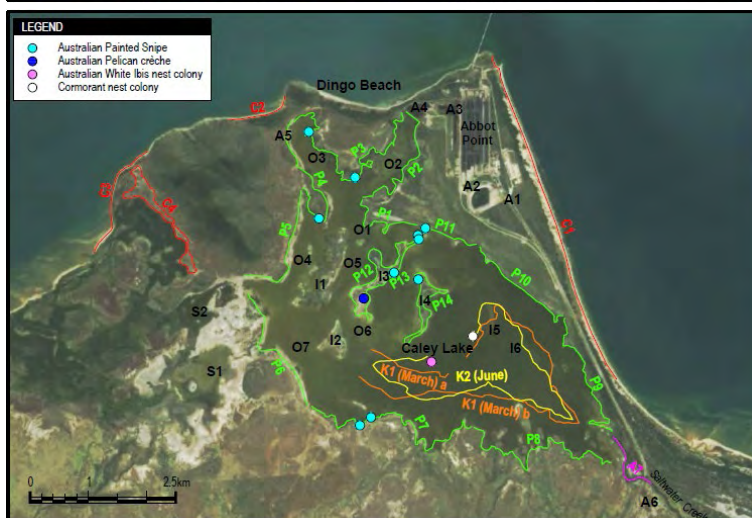 LEGEND
Australian Painted Snipe
Australian Pelican crèche
Australian White Ibis nest colony
Cormorant nest colony
Dingo Beach
C2
A4
A3
Abbot
Point
A5
O3
P3
O2
P2
P4
C3
C4
A2
A1
C1
P1
P11
P5
O1
O4
O5
P12
I3
P13
P10
I1
I4
P14
S2
O6
I5
I2
Caley Lake
I6
O7
S1
P6
K1 (March) a
K2 (June)
K1 (March) b
P9
P7
P8
Saltwater Creek
A6
0
2.5km